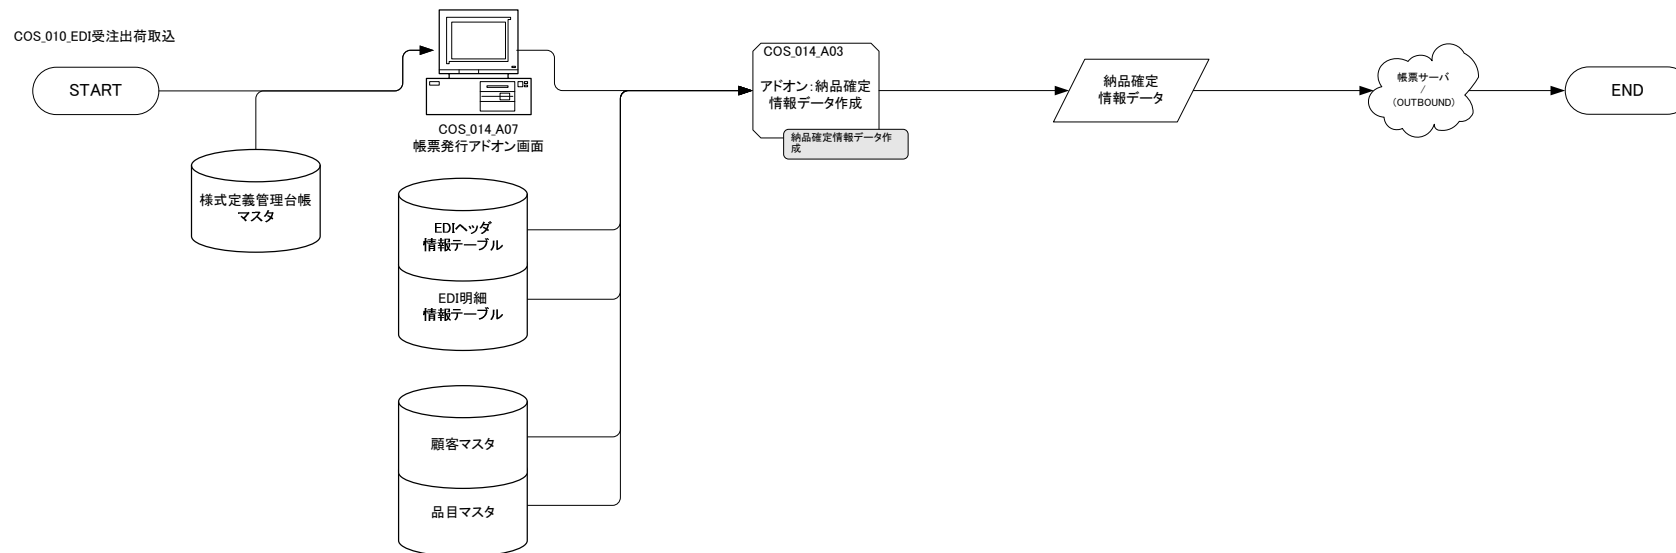 COS_010_EDI受注出荷取込
START
様式定義管理台帳
マスタ
COS_014_A07
帳票発行アドオン画面
EDIヘッダ
情報テーブル
EDI明細
情報テーブル
顧客マスタ
品目マスタ
COS_014_A03
アドオン：納品確定
情報データ作成
納品確定情報データ作
成
納品確定
情報データ
帳票サーバ
/
(OUTBOUND)
END